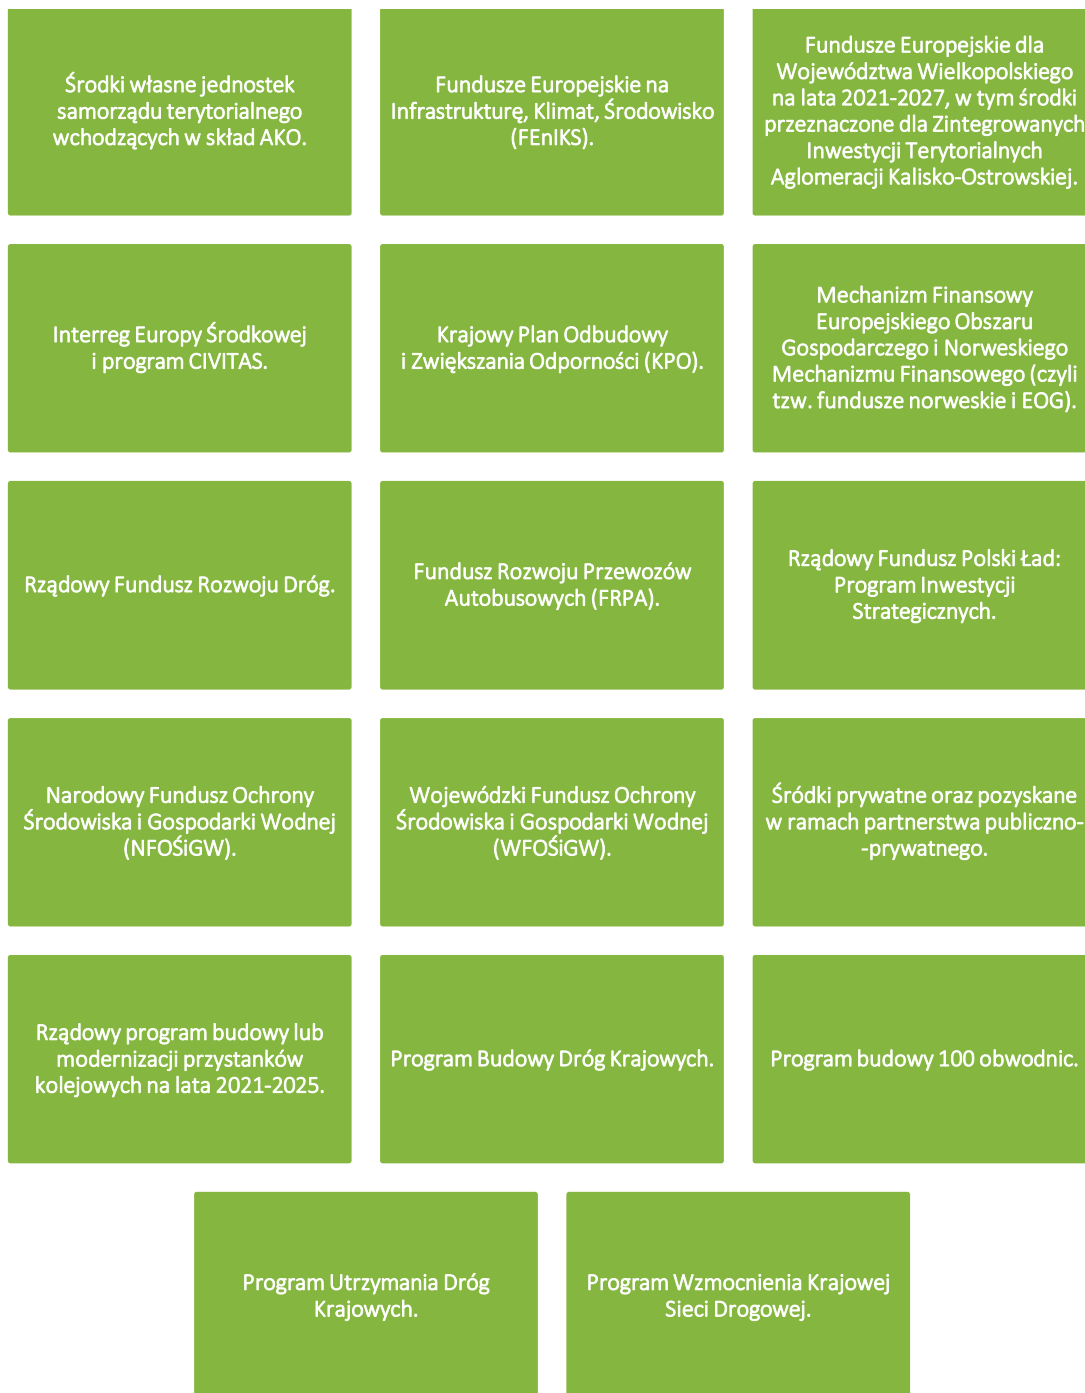 Środki własne jednostek
samorządu terytorialnego
wchodzących w skład AKO.
Fundusze Europejskie na
Infrastrukturę, Klimat, Środowisko
(FEnIKS).
Fundusze Europejskie dla
Województwa Wielkopolskiego
na lata 2021-2027, w tym środki
przeznaczone dla Zintegrowanych
Inwestycji Terytorialnych
Aglomeracji Kalisko-Ostrowskiej.
Interreg Europy Środkowej
i program CIVITAS.
Krajowy Plan Odbudowy
i Zwiększania Odporności (KPO).
Mechanizm Finansowy
Europejskiego Obszaru
Gospodarczego i Norweskiego
Mechanizmu Finansowego (czyli
tzw. fundusze norweskie i EOG).
Rządowy Fundusz Rozwoju Dróg.
Fundusz Rozwoju Przewozów
Autobusowych (FRPA).
Rządowy Fundusz Polski Ład:
Program Inwestycji
Strategicznych.
Narodowy Fundusz Ochrony
Środowiska i Gospodarki Wodnej
(NFOŚiGW).
Wojewódzki Fundusz Ochrony
Środowiska i Gospodarki Wodnej
(WFOŚiGW).
Śródki prywatne oraz pozyskane
w ramach partnerstwa publiczno-
-prywatnego.
Rządowy program budowy lub
modernizacji przystanków
kolejowych na lata 2021-2025.
Program Budowy Dróg Krajowych.
Program budowy 100 obwodnic.
Program Utrzymania Dróg
Krajowych.
Program Wzmocnienia Krajowej
Sieci Drogowej.